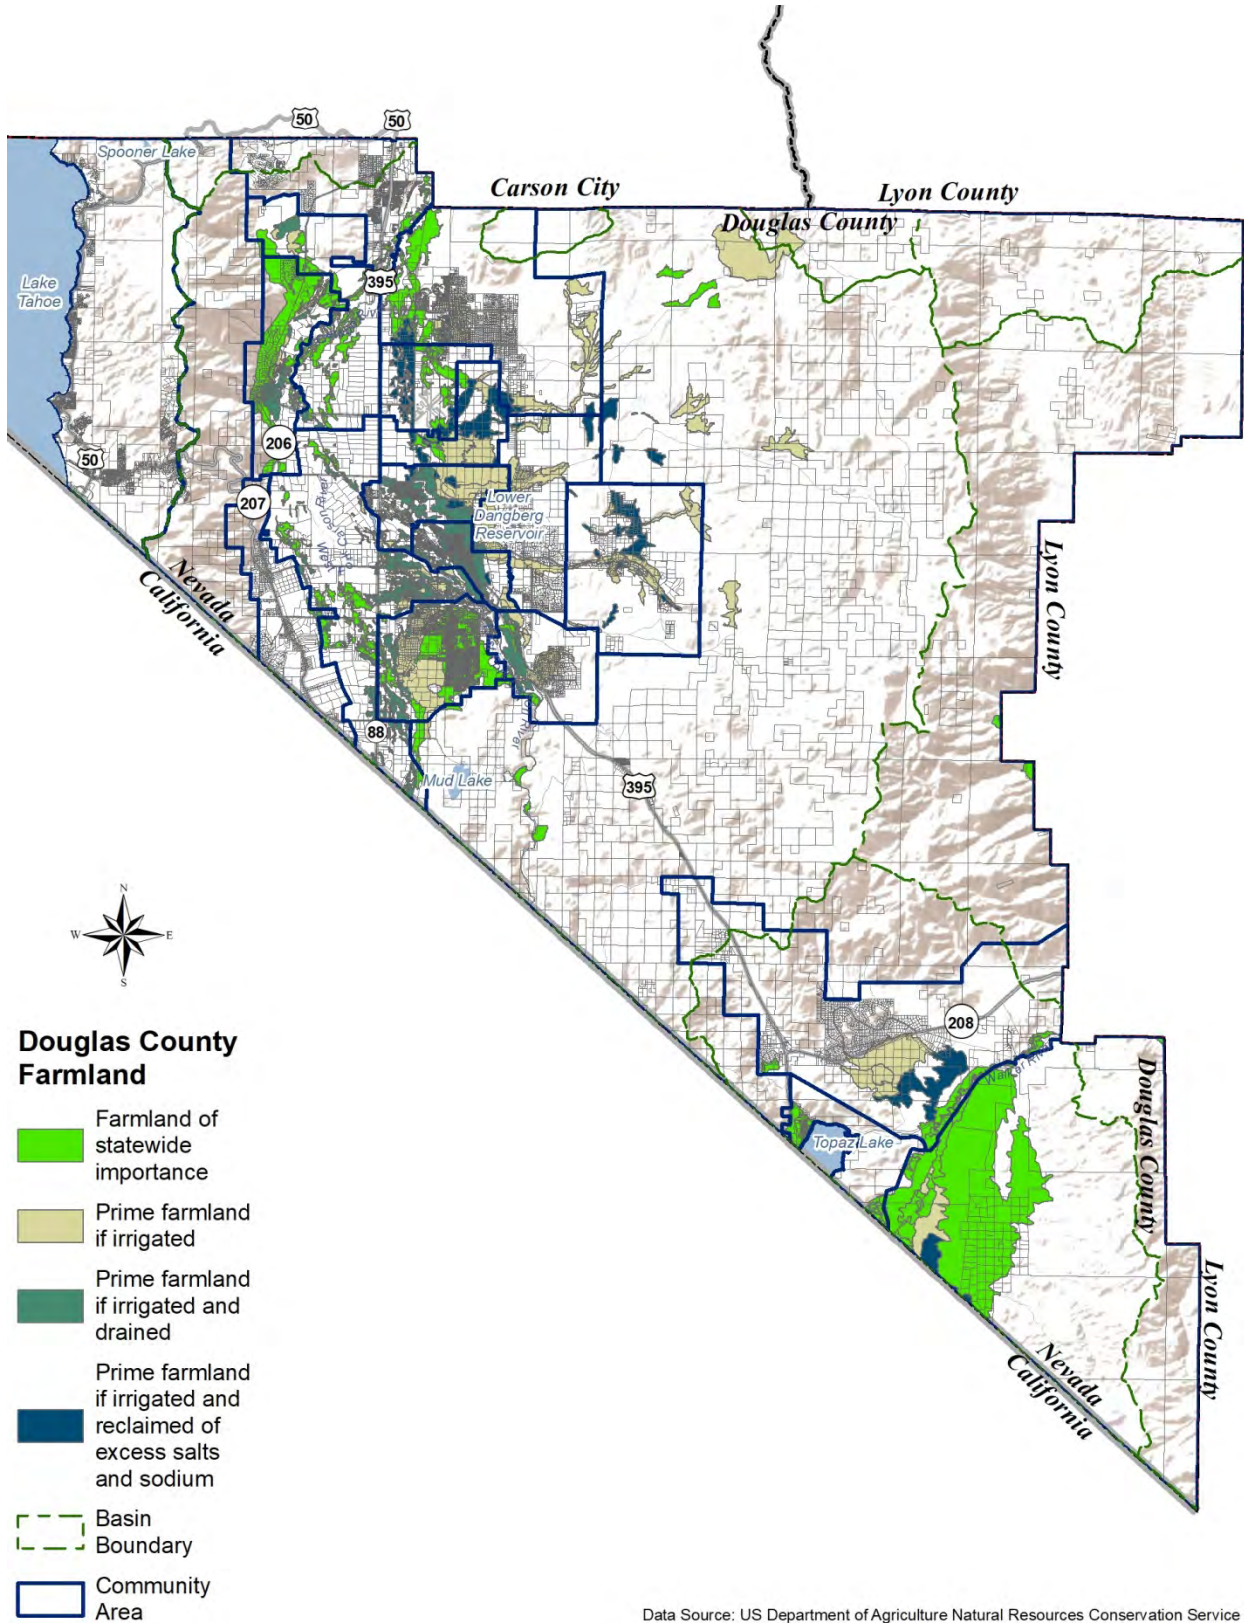 50
50
Spooner Lake
Carson City
Lyon County
Douglas County
Lake
Tahoe
395
50
206
207
Lower
Dangberg
Reservoir
Nevada
California
Lyon County
88
Mud Lake
River
395
N
W
E
S
208
Topaz Lake
Douglas County
Lyon County
Nevada
California
Douglas County
Farmland
Farmland of
statewide
importance
Prime farmland
if irrigated
Prime farmland
if irrigated and
drained
Prime farmland
if irrigated and
reclaimed of
excess salts
and sodium
Basin
Boundary
Community
Area
Data Source: US Department of Agriculture Natural Resources Conservation Service